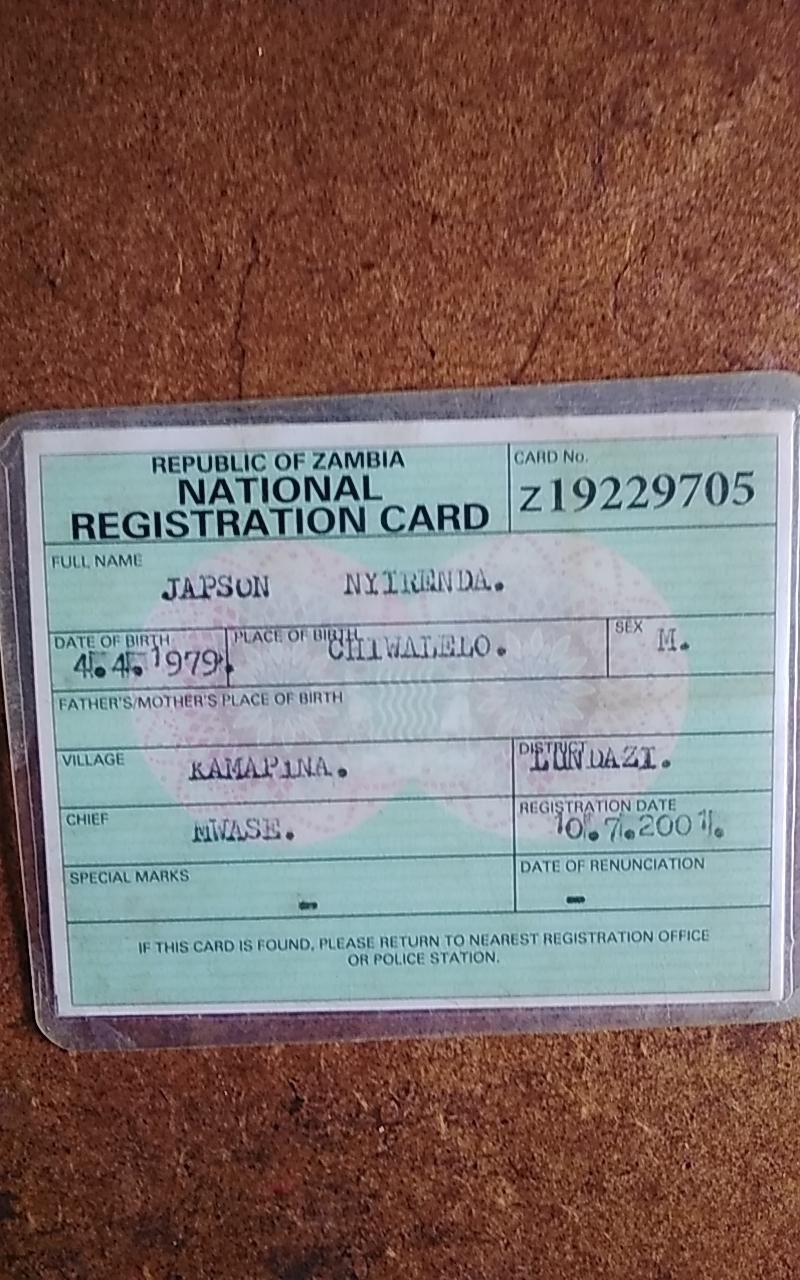 REPUBLIC OF ZAMBIA
NATIONAL
REGISTRATION CARD
CARD No.
Z19229705
FULL NAME
JAPSON NYIRENDA.
DATE OF BIRTH
4.4.1979.
PLACE OF BIRTH
CHIWALELO.
SEX
M.
FATHER'S/MOTHER'S PLACE OF BIRTH
VILLAGE
KAMAPINA.
DISTRICT
LUNDAZI.
CHIEF
MWASE.
REGISTRATION DATE
10.7.2001.
SPECIAL MARKS
-
DATE OF RENUNCIATION
-
IF THIS CARD IS FOUND, PLEASE RETURN TO NEAREST REGISTRATION OFFICE
OR POLICE STATION.